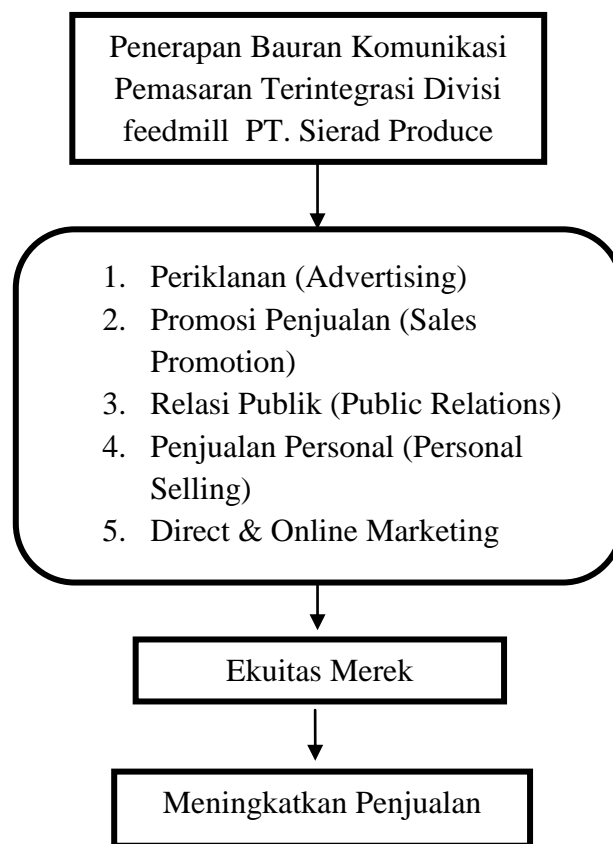 Penerapan Bauran Komunikasi
Pemasaran Terintegrasi Divisi
feedmill  PT. Sierad Produce
1. Periklanan (Advertising)
2. Promosi Penjualan (Sales
Promotion)
3. Relasi Publik (Public Relations)
4. Penjualan Personal (Personal
Selling)
5. Direct & Online Marketing
Ekuitas Merek
Meningkatkan Penjualan